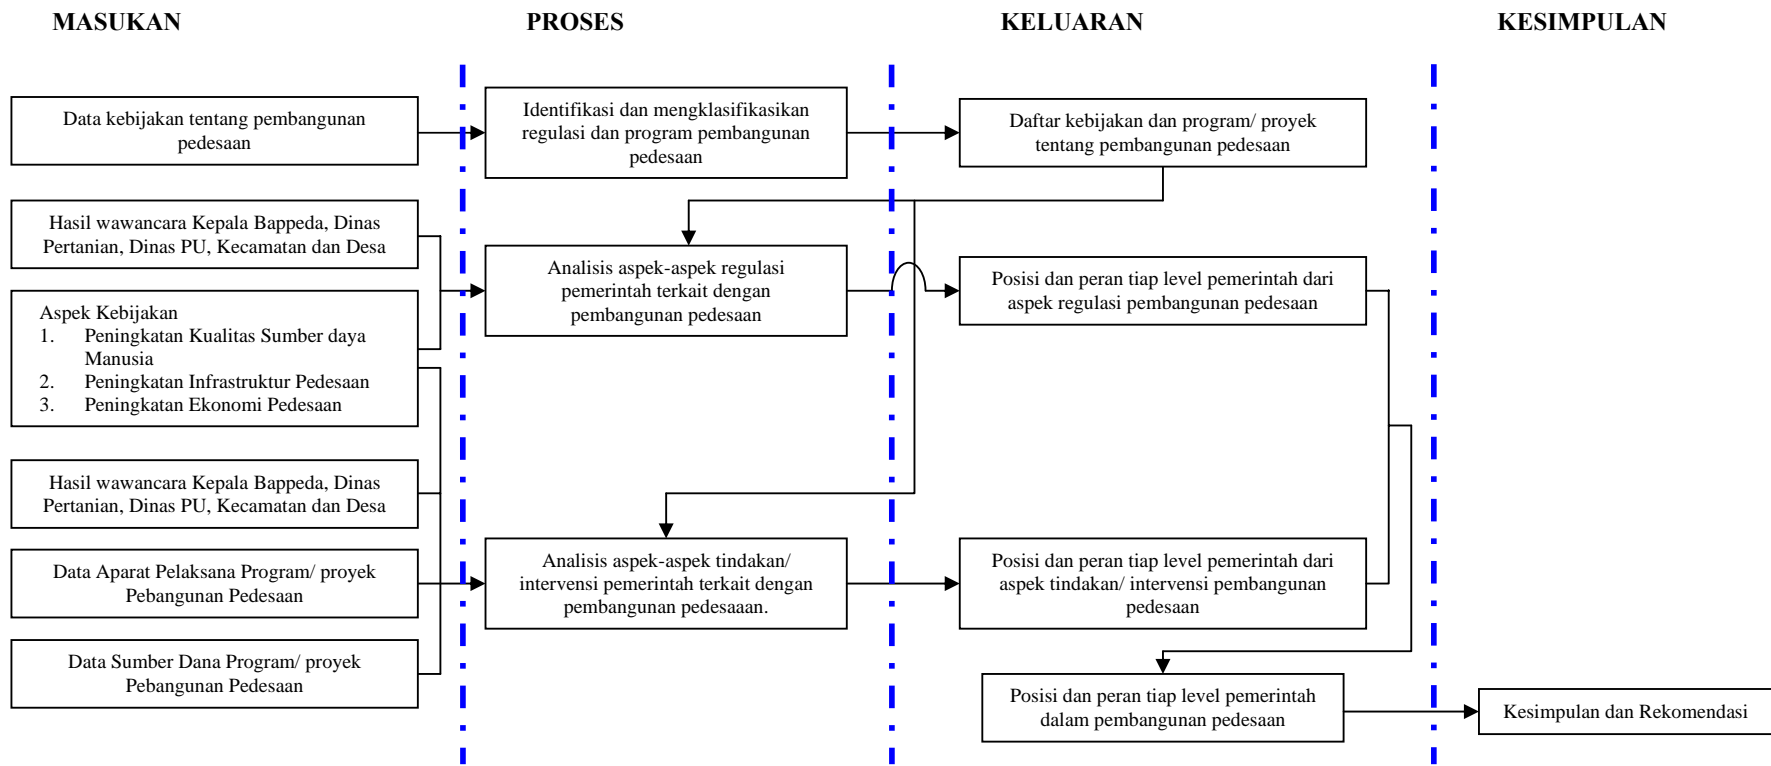 MASUKAN
PROSES
KELUARAN
KESIMPULAN
Data kebijakan tentang pembangunan
pedesaan
Identifikasi dan mengklasifikasikan
regulasi dan program pembangunan
pedesaan
Daftar kebijakan dan program/ proyek
tentang pembangunan pedesaan
Hasil wawancara Kepala Bappeda, Dinas
Pertanian, Dinas PU, Kecamatan dan Desa
Analisis aspek-aspek regulasi
pemerintah terkait dengan
pembangunan pedesaan
Posisi dan peran tiap level pemerintah dari
aspek regulasi pembangunan pedesaan
Aspek Kebijakan
1. Peningkatan Kualitas Sumber daya
Manusia
2. Peningkatan Infrastruktur Pedesaan
3. Peningkatan Ekonomi Pedesaan
Hasil wawancara Kepala Bappeda, Dinas
Pertanian, Dinas PU, Kecamatan dan Desa
Data Aparat Pelaksana Program/ proyek
Pebangunan Pedesaan
Analisis aspek-aspek tindakan/
intervensi pemerintah terkait dengan
pembangunan pedesaaan.
Posisi dan peran tiap level pemerintah dari
aspek tindakan/ intervensi pembangunan
pedesaan
Data Sumber Dana Program/ proyek
Pebangunan Pedesaan
Posisi dan peran tiap level pemerintah
dalam pembangunan pedesaan
Kesimpulan dan Rekomendasi